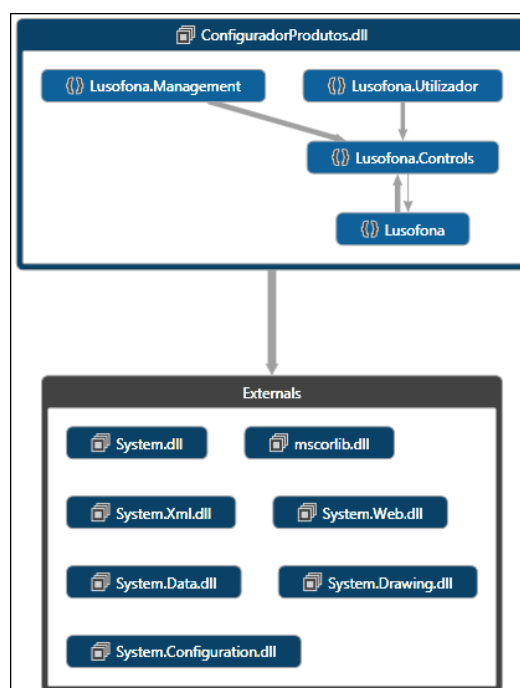 ConfiguradorProdutos.dll
Lusofona.Management
Lusofona.Utilizador
Lusofona.Controls
Lusofona
Externals
System.dll
mscorlib.dll
System.Xml.dll
System.Web.dll
System.Data.dll
System.Drawing.dll
System.Configuration.dll